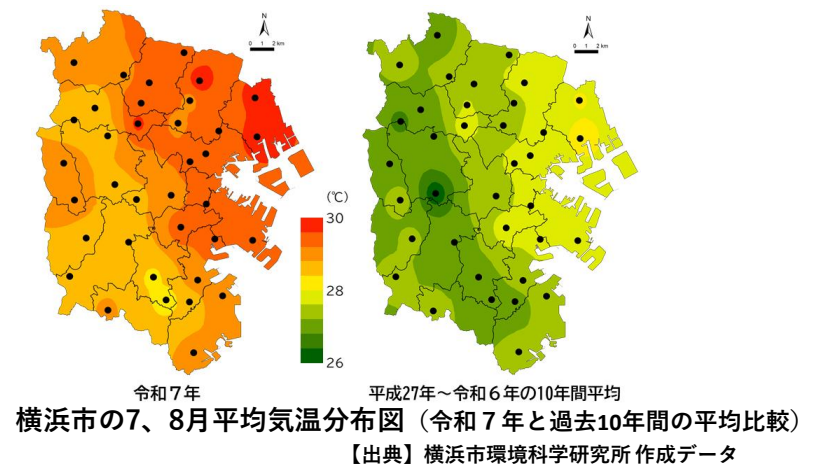 N
0 1 2 km
N
0 1 2 km
(℃)
30
28
26
令和７年
平成27年～令和６年の10年間平均
横浜市の7、8月平均気温分布図（令和７年と過去10年間の平均比較）
【出典】横浜市環境科学研究所 作成データ